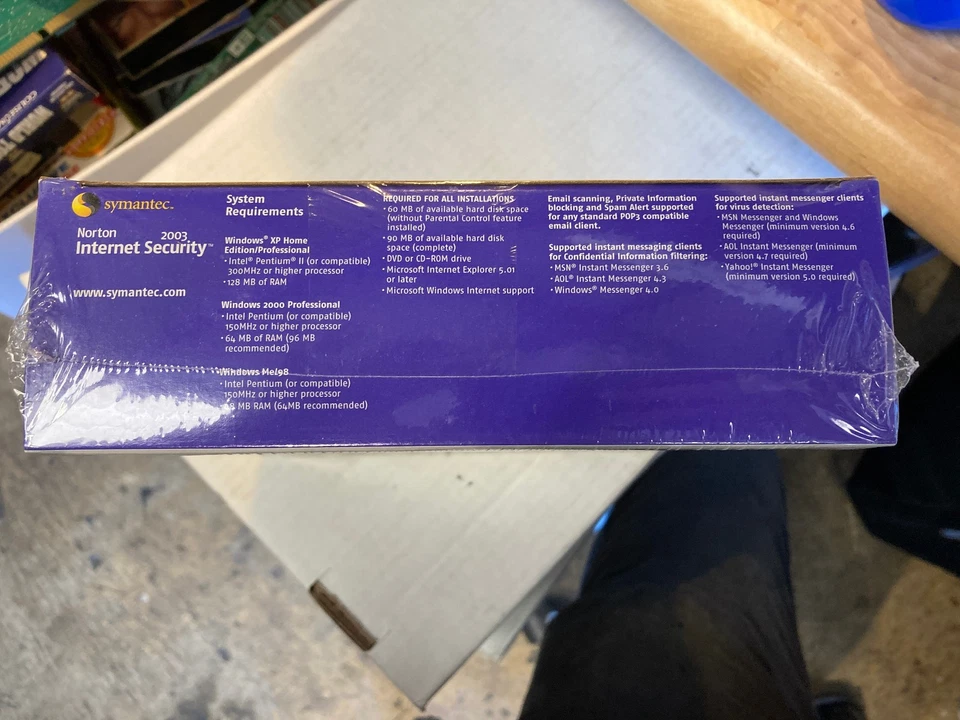 symantec™
Norton 2003
Internet Security™
www.symantec.com
System
Requirements
Windows® XP Home
Edition/Professional
· Intel® Pentium® II (or compatible)
300MHz or higher processor
· 128 MB of RAM
Windows 2000 Professional
· Intel Pentium (or compatible)
150MHz or higher processor
· 64 MB of RAM (96 MB
recommended)
Windows Me/98
· Intel Pentium (or compatible)
150MHz or higher processor
MB RAM (64MB recommended)
REQUIRED FOR ALL INSTALLATIONS
· 60 MB of available hard disk space
(without Parental Control feature
installed)
· 90 MB of available hard disk
space (complete)
· DVD or CD-ROM drive
· Microsoft Internet Explorer 5.01
or later
· Microsoft Windows Internet support
Email scanning, Private Information
blocking and Spam Alert supported
for any standard POP3 compatible
email client.
Supported instant messaging clients
for Confidential Information filtering:
· MSN® Instant Messenger 3.6
· AOL® Instant Messenger 4.3
· Windows® Messenger 4.0
Supported instant messenger clients
for virus detection:
· MSN Messenger and Windows
Messenger (minimum version 4.6
required)
· AOL Instant Messenger (minimum
version 4.7 required)
· Yahoo!® Instant Messenger
(minimum version 5.0 required)